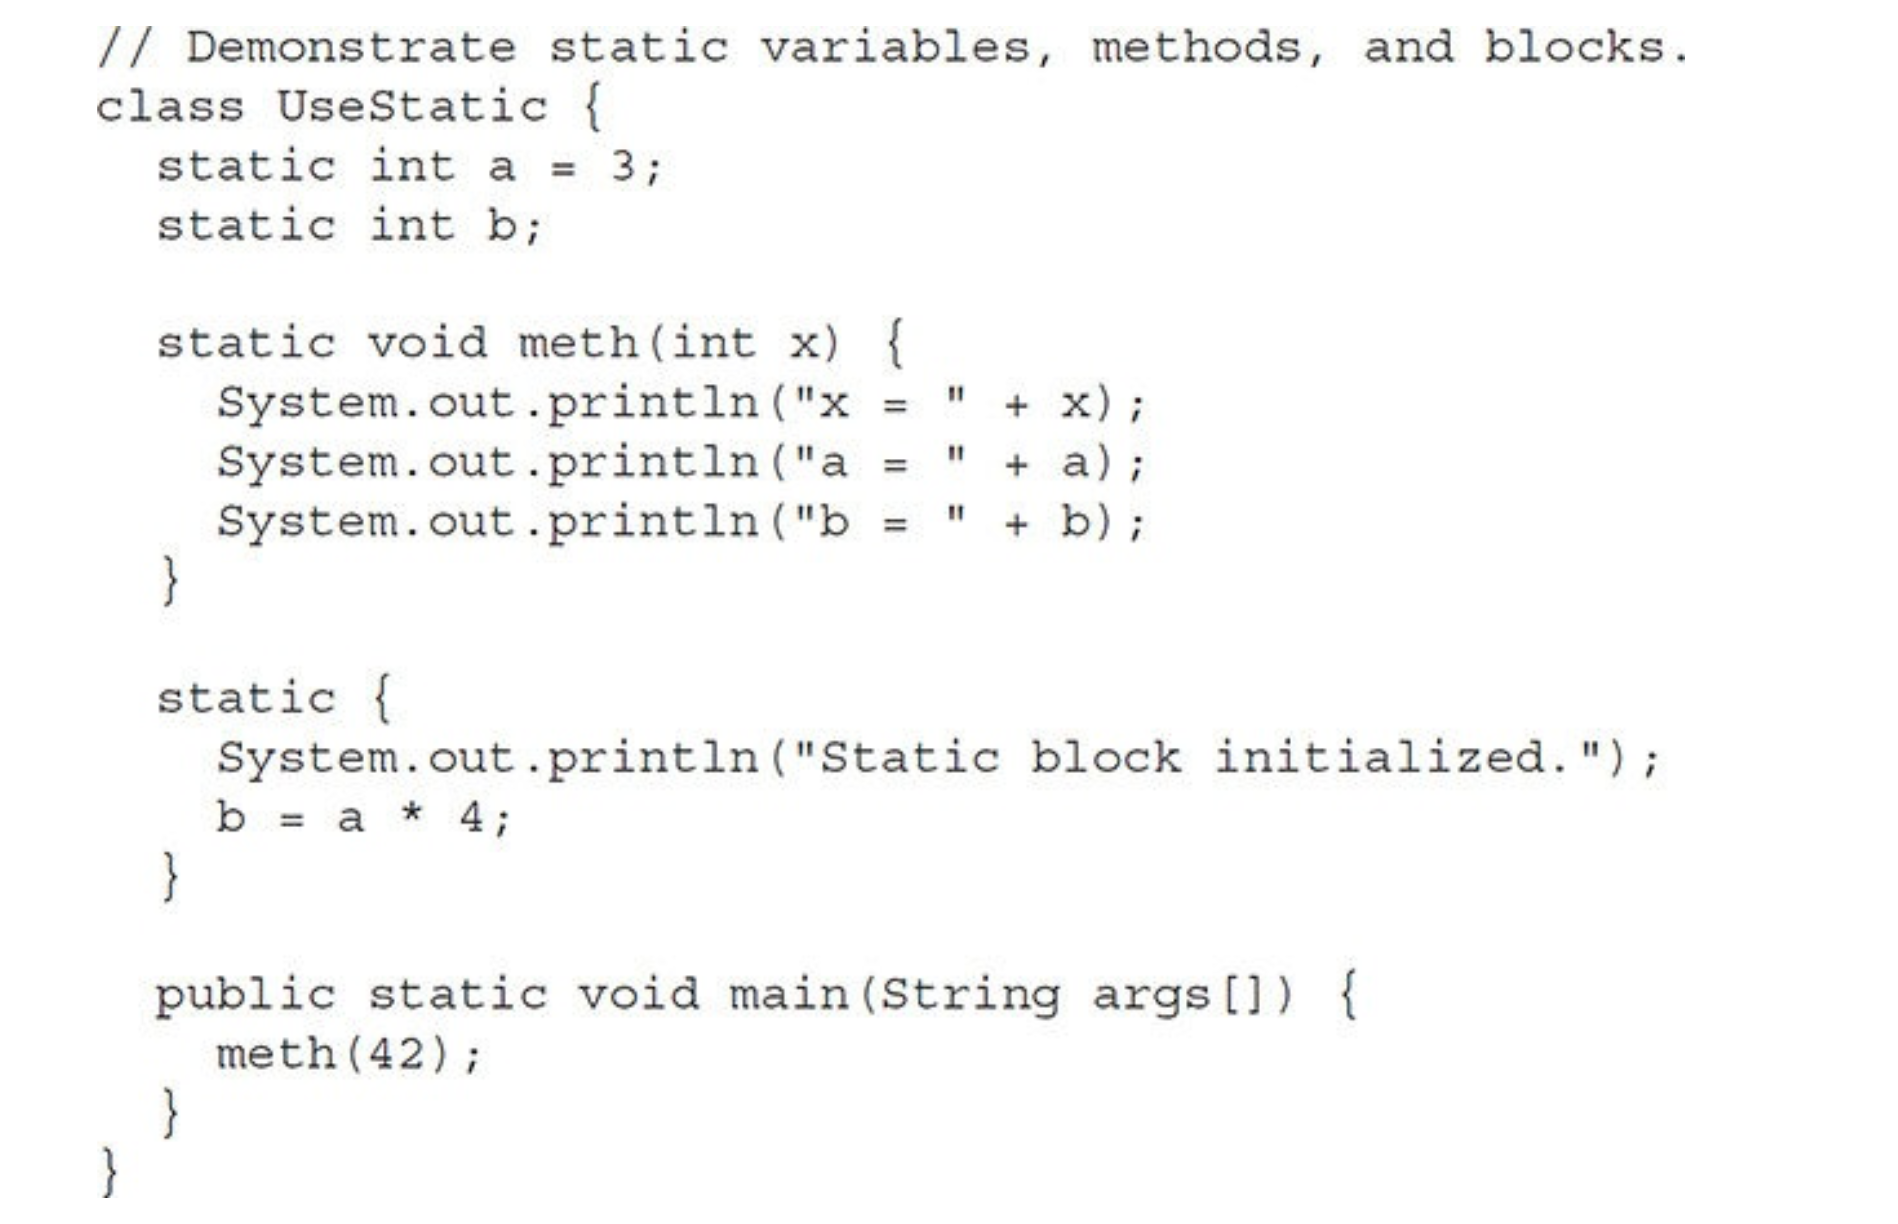 // Demonstrate static variables, methods, and blocks.
class UseStatic {
  static int a = 3;
  static int b;

  static void meth(int x) {
    System.out.println("x = " + x);
    System.out.println("a = " + a);
    System.out.println("b = " + b);
  }

  static {
    System.out.println("Static block initialized.");
    b = a * 4;
  }

  public static void main(String args[]) {
    meth(42);
  }
}